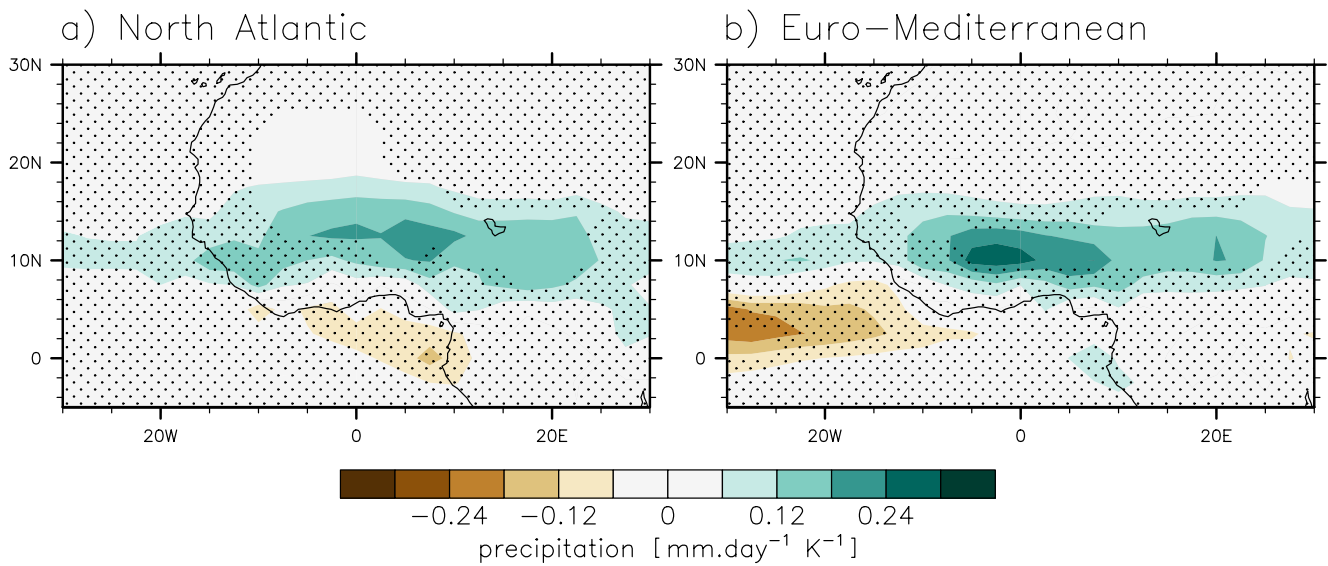 a) North Atlantic
b) Euro−Mediterranean
30N
20N
10N
0
20W
0
20E
30N
20N
10N
0
20W
0
20E
−0.24
−0.12
0
0.12
0.24
precipitation [mm.day⁻¹ K⁻¹]